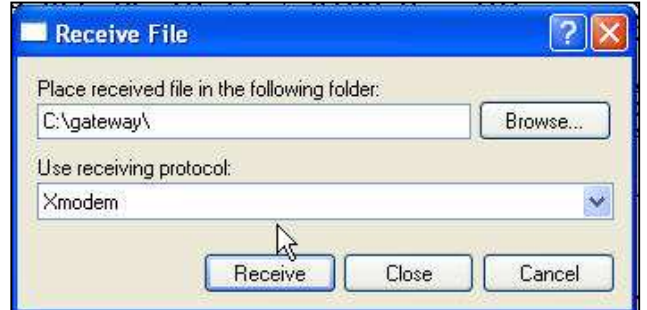 Receive File
Place received file in the following folder:
C:\gateway\
Browse...
Use receiving protocol:
Xmodem
Receive
Close
Cancel